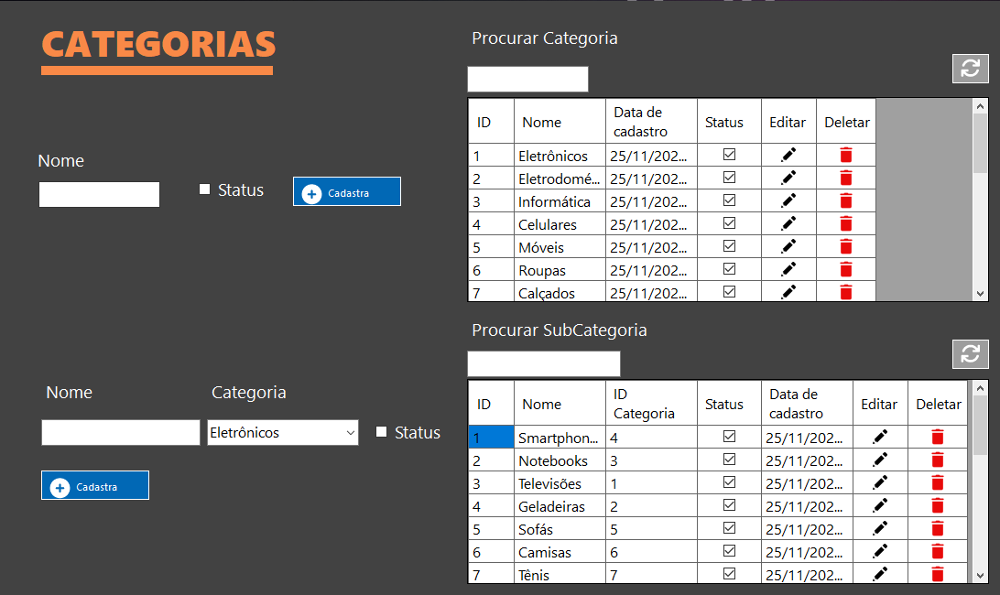 CATEGORIAS
Nome
Status
Cadastra
Procurar Categoria
ID Nome Data de cadastro Status Editar Deletar
1 Eletrônicos 25/11/202...
2 Eletrodomé... 25/11/202...
3 Informática 25/11/202...
4 Celulares 25/11/202...
5 Móveis 25/11/202...
6 Roupas 25/11/202...
7 Calçados 25/11/202...
Nome
Categoria
Eletrônicos
Status
Cadastra
Procurar SubCategoria
ID Nome ID Categoria Status Data de cadastro Editar Deletar
1 Smartphon... 4 25/11/202...
2 Notebooks 3 25/11/202...
3 Televisões 1 25/11/202...
4 Geladeiras 2 25/11/202...
5 Sofás 5 25/11/202...
6 Camisas 6 25/11/202...
7 Tênis 7 25/11/202...